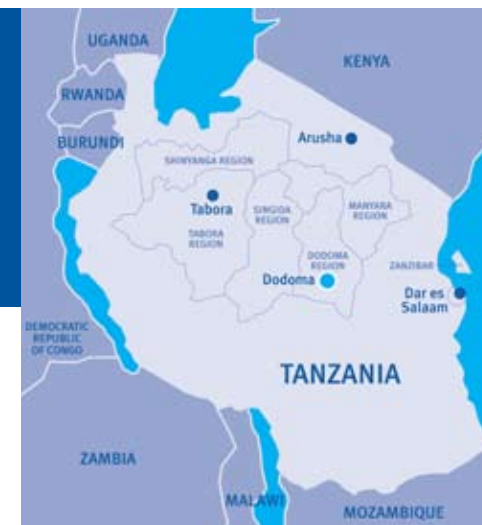 UGANDA
KENYA
RWANDA
BURUNDI
Arusha
SHINYANGA REGION
Tabora
TABORA
REGION
SINGIDA
REGION
MANYARA
REGION
DODOMA
REGION
Dodoma
ZANZIBAR
Dar es
Salaam
DEMOCRATIC
REPUBLIC
OF CONGO
TANZANIA
ZAMBIA
MALAWI
MOZAMBIQUE